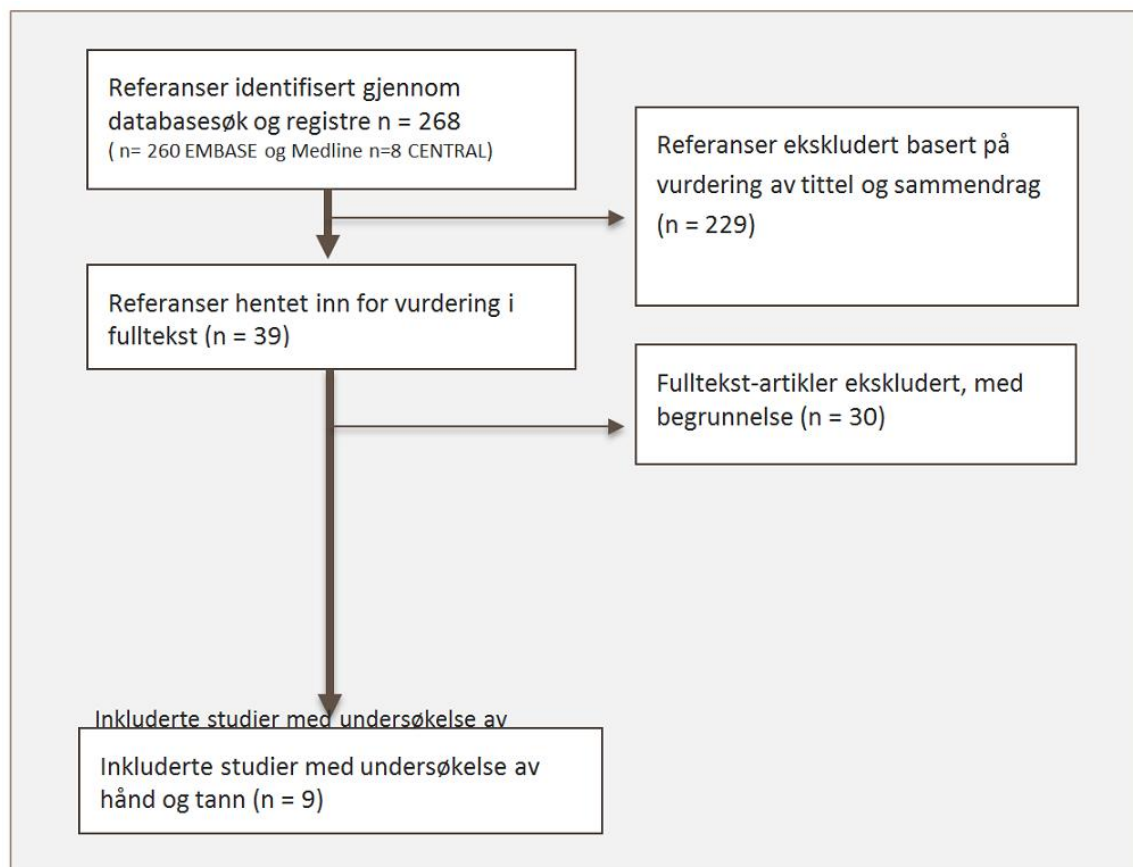 Referanser identifisert gjennom
databasesøk og registre n = 268
( n= 260 EMBASE og Medline n=8 CENTRAL)
Referanser ekskludert basert på
vurdering av tittel og sammendrag
(n = 229)
Referanser hentet inn for vurdering i
fulltekst (n = 39)
Fulltekst-artikler ekskludert, med
begrunnelse (n = 30)
Inkluderte studier med undersøkelse av
Inkluderte studier med undersøkelse av
hånd og tann (n = 9)